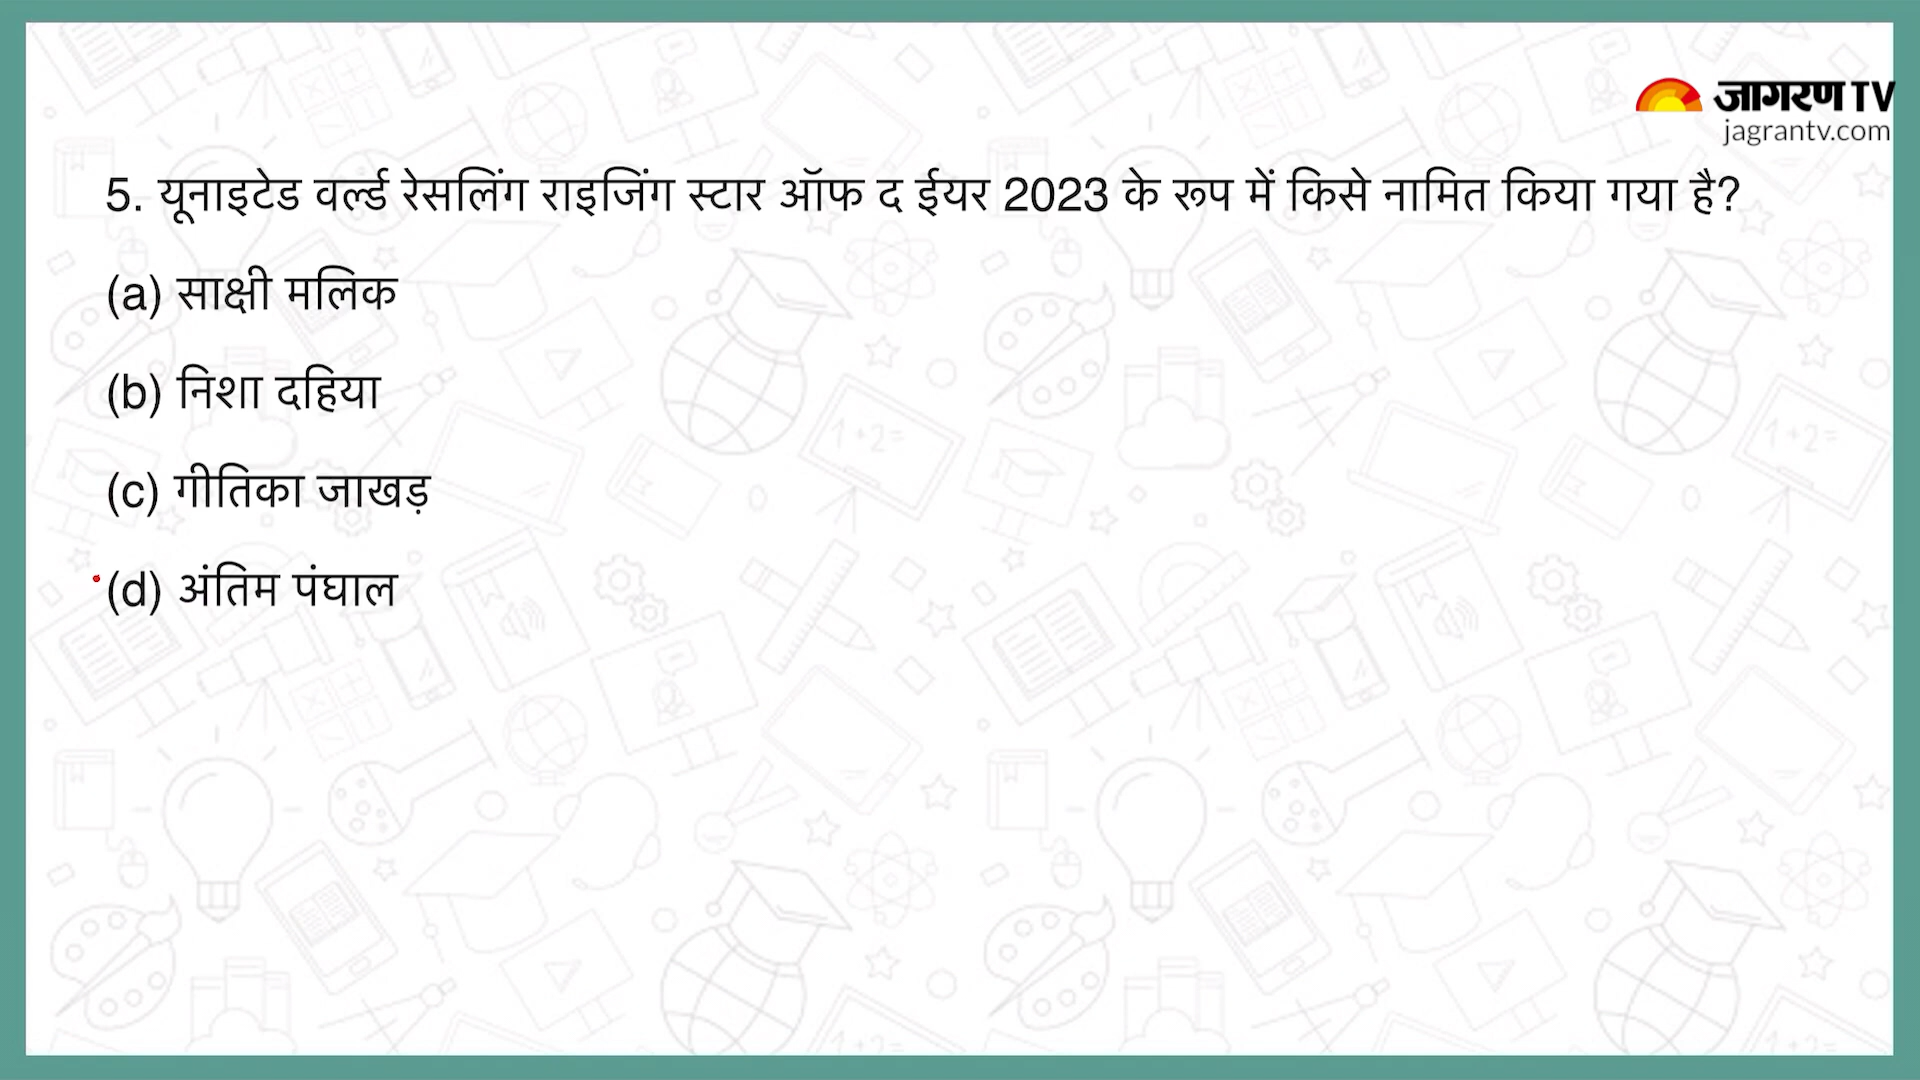 जागरण TV
jagrantv.com
5. यूनाइटेड वर्ल्ड रेसलिंग राइजिंग स्टार ऑफ द ईयर 2023 के रूप में किसे नामित किया गया है?
(a) साक्षी मलिक
(b) निशा दहिया
(c) गीतिका जाखड़
(d) अंतिम पंघाल